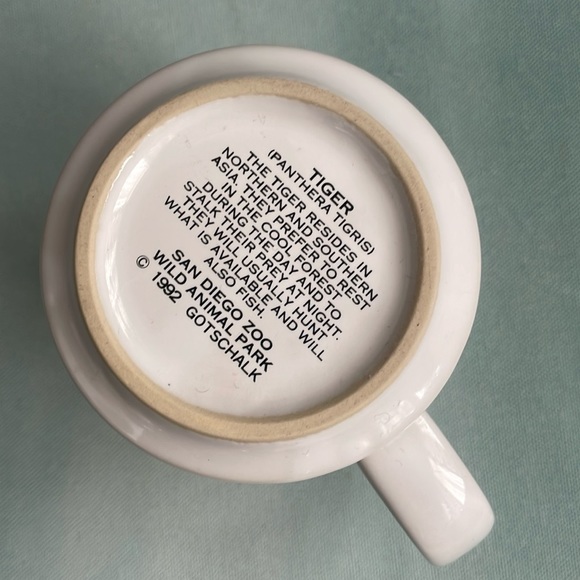 TIGER
(PANTHERA TIGRIS)
THE TIGER RESIDES IN
NORTHERN AND SOUTHERN
ASIA. THEY PREFER TO REST
IN THE COOL FOREST
DURING THE DAY AND TO
STALK THEIR PREY AT NIGHT.
THEY WILL USUALLY HUNT
WHAT IS AVAILABLE AND WILL
ALSO FISH.
SAN DIEGO ZOO
WILD ANIMAL PARK
© 1992 GOTSCHALK